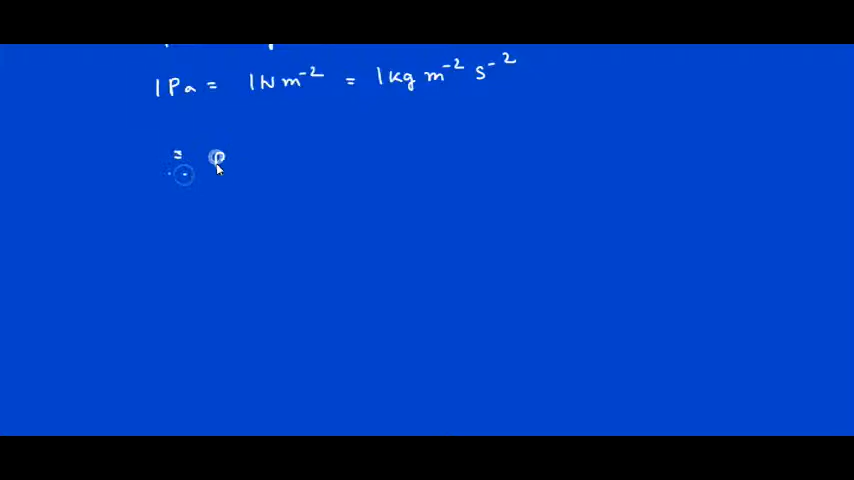 1 Pa = 1 N m⁻² = 1 kg m⁻² s⁻²
=